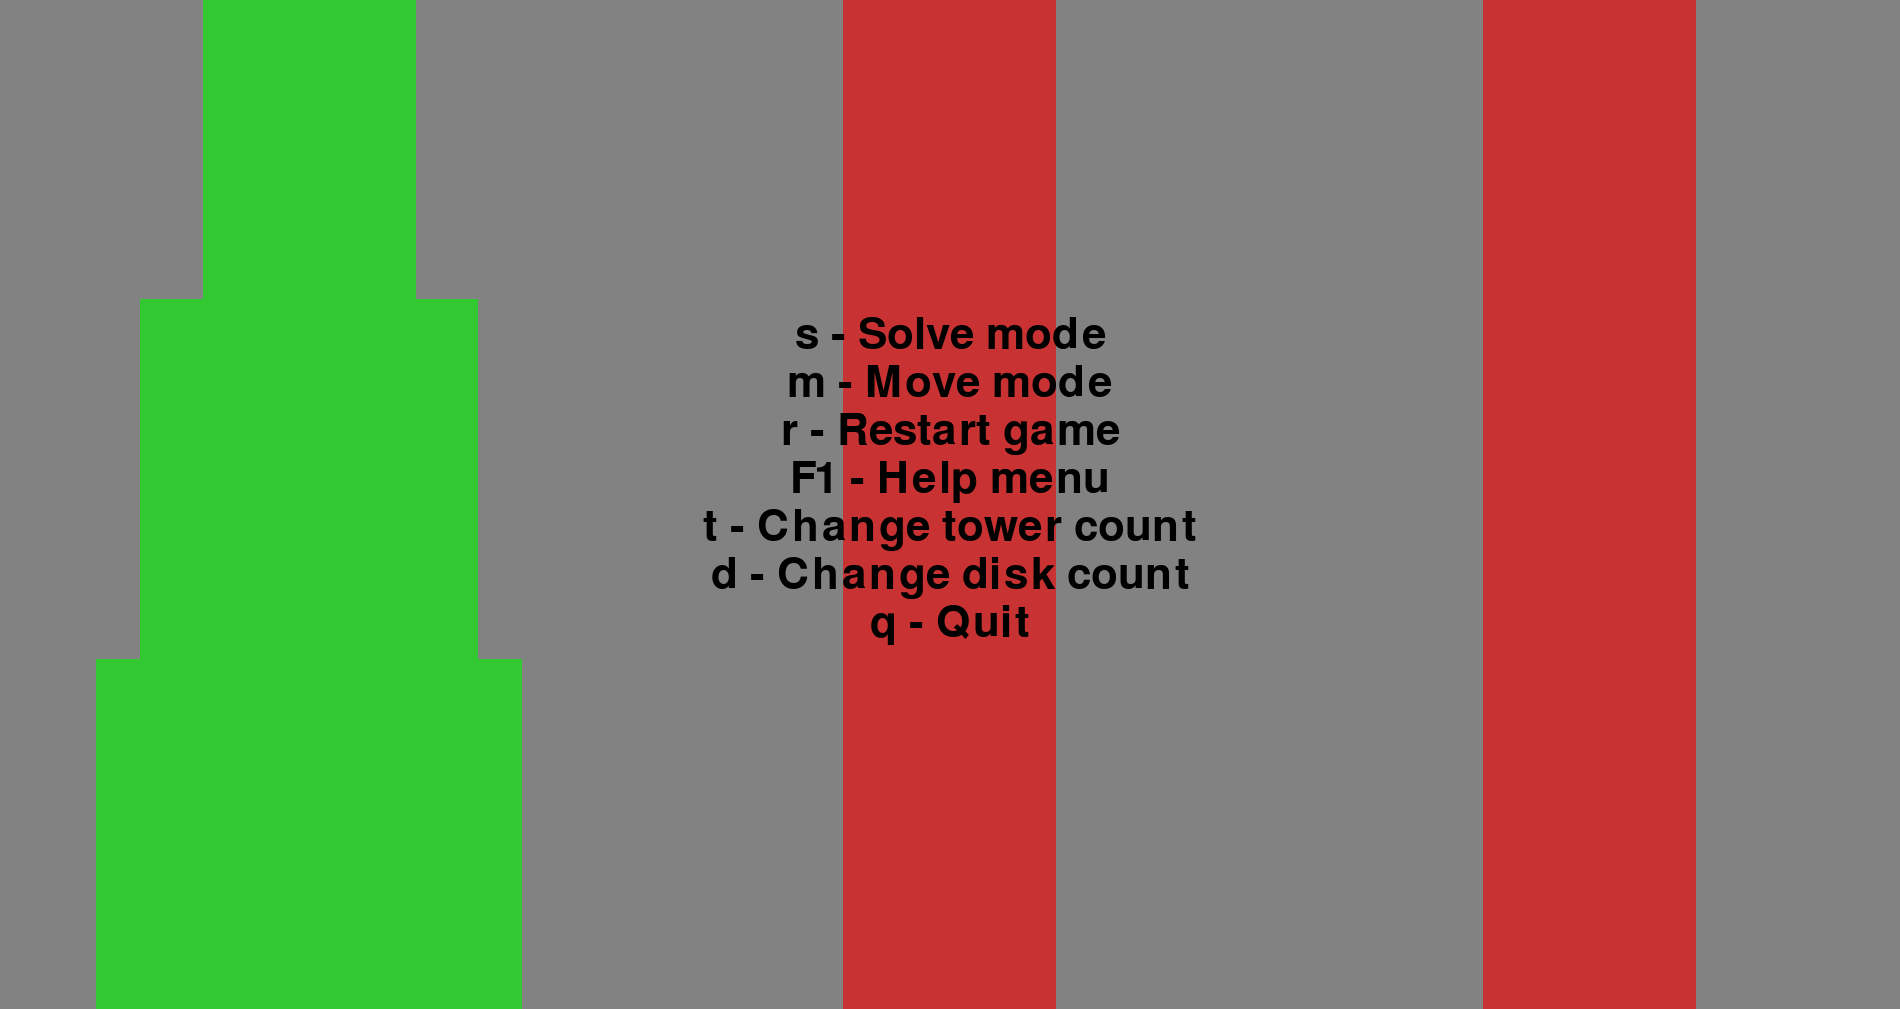 s - Solve mode
m - Move mode
r - Restart game
F1 - Help menu
t - Change tower count
d - Change disk count
q - Quit